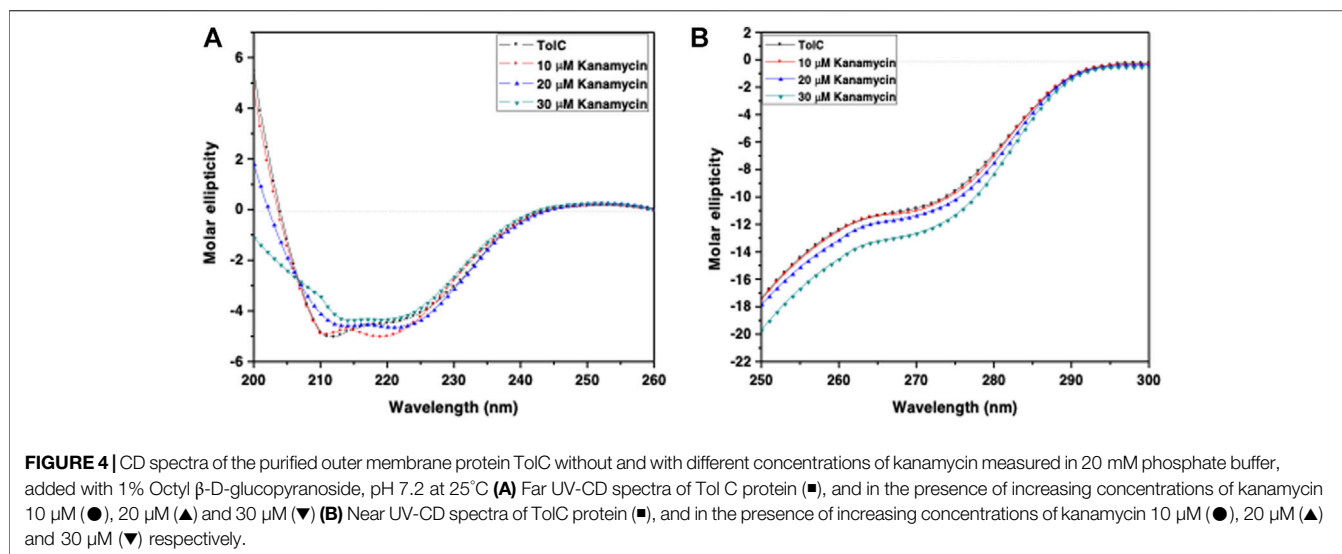 A
TolC
10 μM Kanamycin
20 μM Kanamycin
30 μM Kanamycin
Molar ellipticity
6
4
2
0
-2
-4
-6
200 210 220 230 240 250 260
Wavelength (nm)
B
TolC
10 μM Kanamycin
20 μM Kanamycin
30 μM Kanamycin
Molar ellipticity
2
0
-2
-4
-6
-8
-10
-12
-14
-16
-18
-20
-22
250 260 270 280 290 300
Wavelength (nm)
FIGURE 4 | CD spectra of the purified outer membrane protein TolC without and with different concentrations of kanamycin measured in 20 mM phosphate buffer,
added with 1% Octyl β-D-glucopyranoside, pH 7.2 at 25°C (A) Far UV-CD spectra of Tol C protein (■), and in the presence of increasing concentrations of kanamycin
10 μM (●), 20 μM (▲) and 30 μM (▼) (B) Near UV-CD spectra of TolC protein (■), and in the presence of increasing concentrations of kanamycin 10 μM (●), 20 μM (▲)
and 30 μM (▼) respectively.